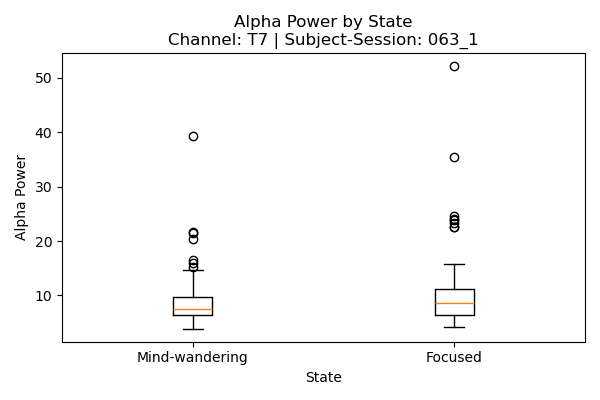 Alpha Power by State
Channel: T7 | Subject-Session: 063_1
Alpha Power
50
40
30
20
10
Mind-wandering
Focused
State